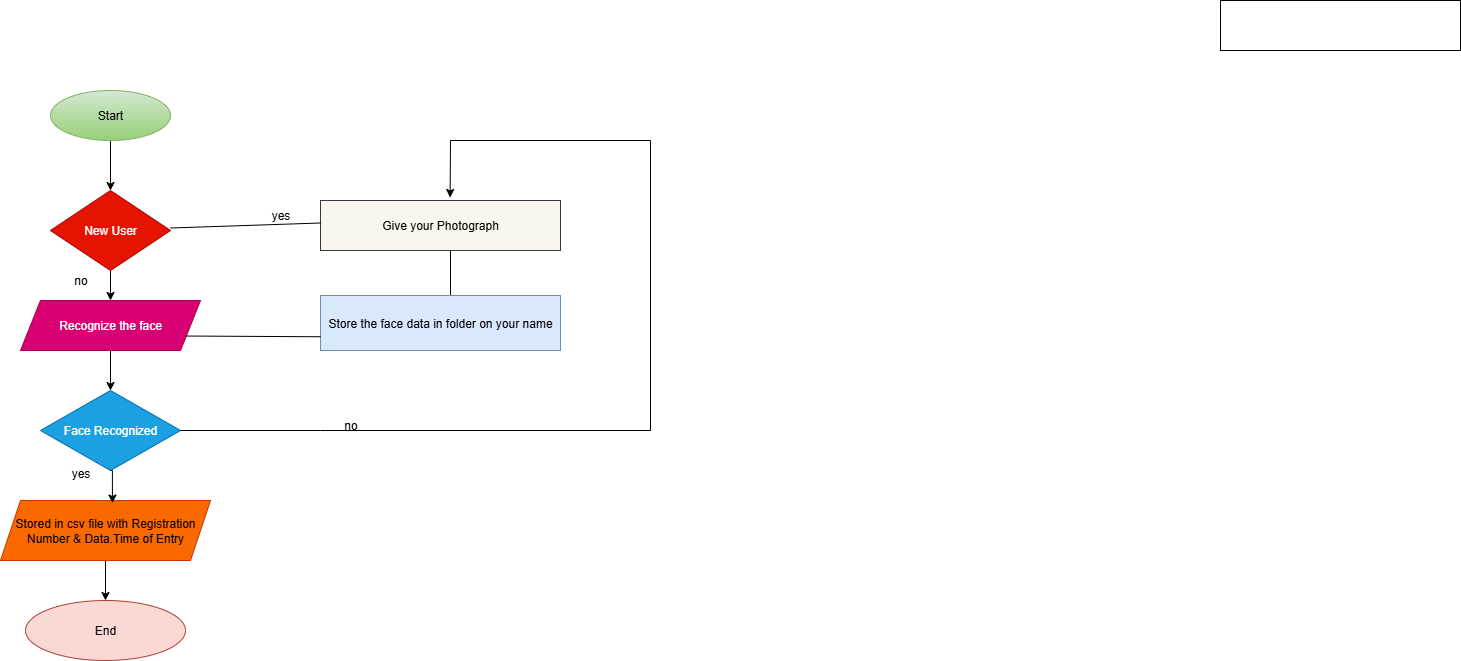 Start
New User
yes
Give your Photograph
no
Recognize the face
Store the face data in folder on your name
Face Recognized
no
yes
Stored in csv file with Registration
Number & Data.Time of Entry
End